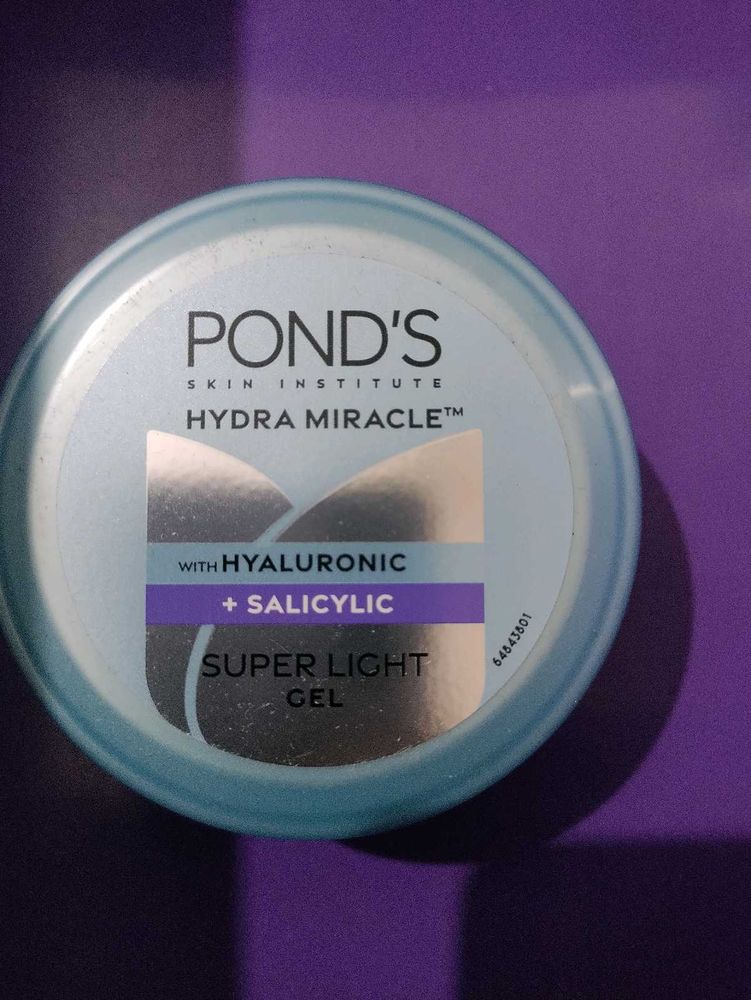 POND'S
SKIN INSTITUTE
HYDRA MIRACLE™
WITH HYALURONIC
+ SALICYLIC
SUPER LIGHT
GEL
64843801